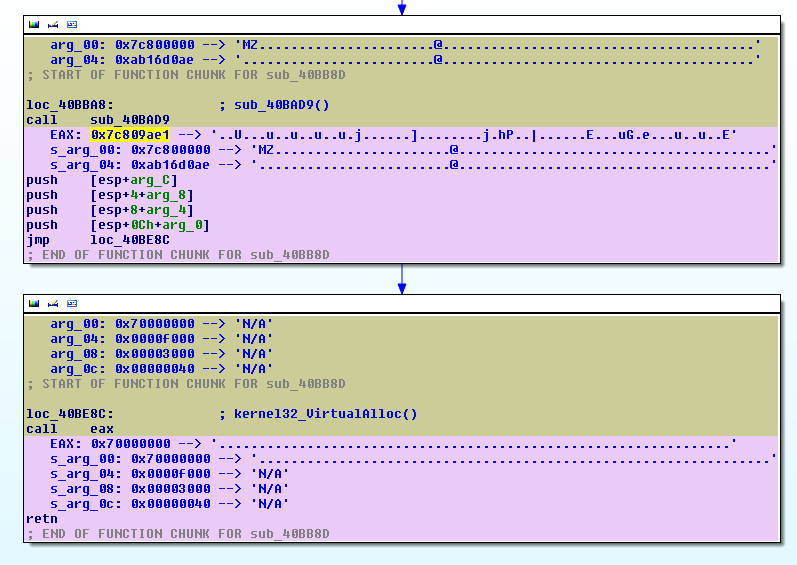 arg_00: 0x7c800000 --> 'MZ......................@...........................................'
arg_04: 0xab16d0ae --> '........................@...........................................'
; START OF FUNCTION CHUNK FOR sub_40BB8D
loc_40BBA8: ; sub_40BAD9()
call sub_40BAD9
EAX: 0x7c809ae1 --> '..U...u..u..u..u.j......]........j.hP..|......E...uG.e...u..u..E'
s_arg_00: 0x7c800000 --> 'MZ......................@.......................................'
s_arg_04: 0xab16d0ae --> '........................@.......................................'
push [esp+arg_C]
push [esp+4+arg_8]
push [esp+8+arg_4]
push [esp+0Ch+arg_0]
jmp loc_40BE8C
; END OF FUNCTION CHUNK FOR sub_40BB8D
arg_00: 0x70000000 --> 'N/A'
arg_04: 0x0000F000 --> 'N/A'
arg_08: 0x00003000 --> 'N/A'
arg_0c: 0x00000040 --> 'N/A'
; START OF FUNCTION CHUNK FOR sub_40BB8D
loc_40BE8C: ; kernel32_VirtualAlloc()
call eax
EAX: 0x70000000 --> '................................................................'
s_arg_00: 0x70000000 --> '................................................................'
s_arg_04: 0x0000F000 --> 'N/A'
s_arg_08: 0x00003000 --> 'N/A'
s_arg_0c: 0x00000040 --> 'N/A'
retn
; END OF FUNCTION CHUNK FOR sub_40BB8D